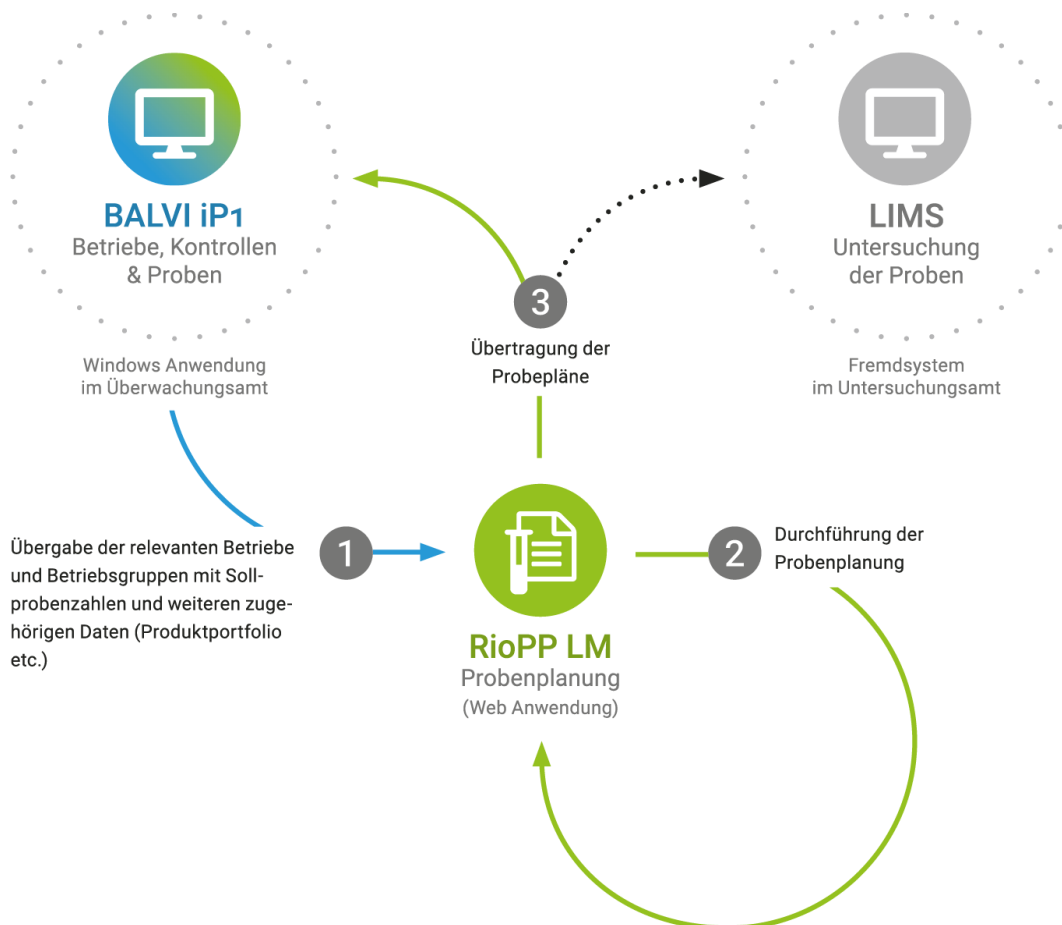 BALVI iP1
Betriebe, Kontrollen
& Proben
Windows Anwendung
im Überwachungsamt
LIMS
Untersuchung
der Proben
Fremdsystem
im Untersuchungsamt
3
Übertragung der
Probepläne
1
Übergabe der relevanten Betriebe
und Betriebsgruppen mit Soll-
probenzahlen und weiteren zuge-
hörigen Daten (Produktportfolio
etc.)
RioPP LM
Probenplanung
(Web Anwendung)
2
Durchführung der
Probenplanung